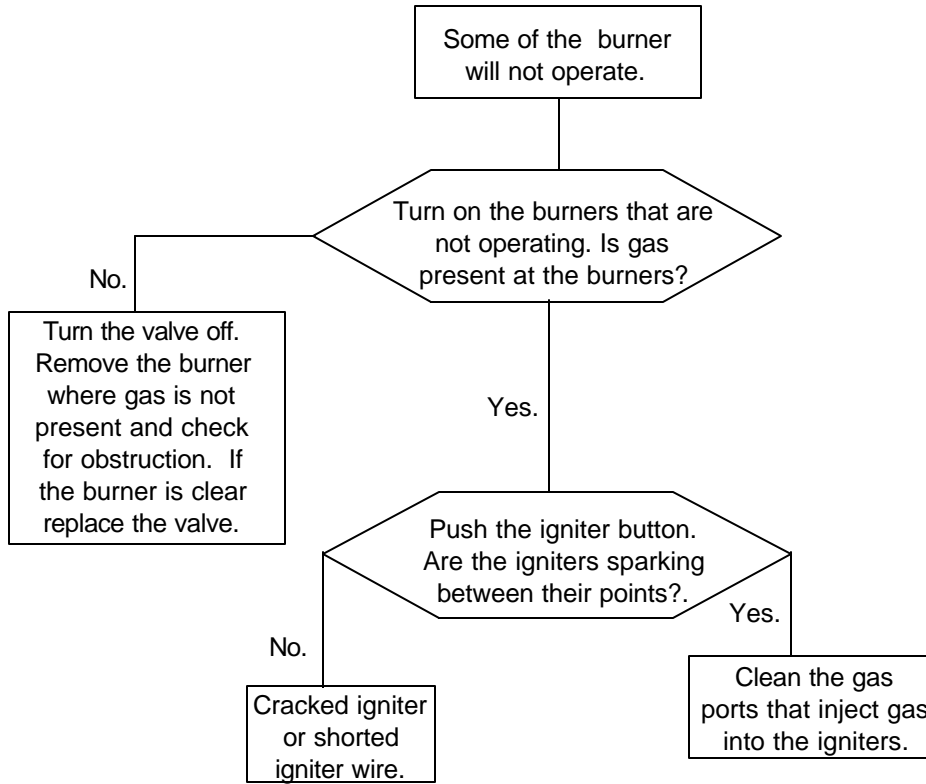 Some of the burner
will not operate.
Turn on the burners that are
not operating. Is gas
present at the burners?
No.
Turn the valve off.
Remove the burner
where gas is not
present and check
for obstruction. If
the burner is clear
replace the valve.
Yes.
Push the igniter button.
Are the igniters sparking
between their points?.
No.
Cracked igniter
or shorted
igniter wire.
Yes.
Clean the gas
ports that inject gas
into the igniters.